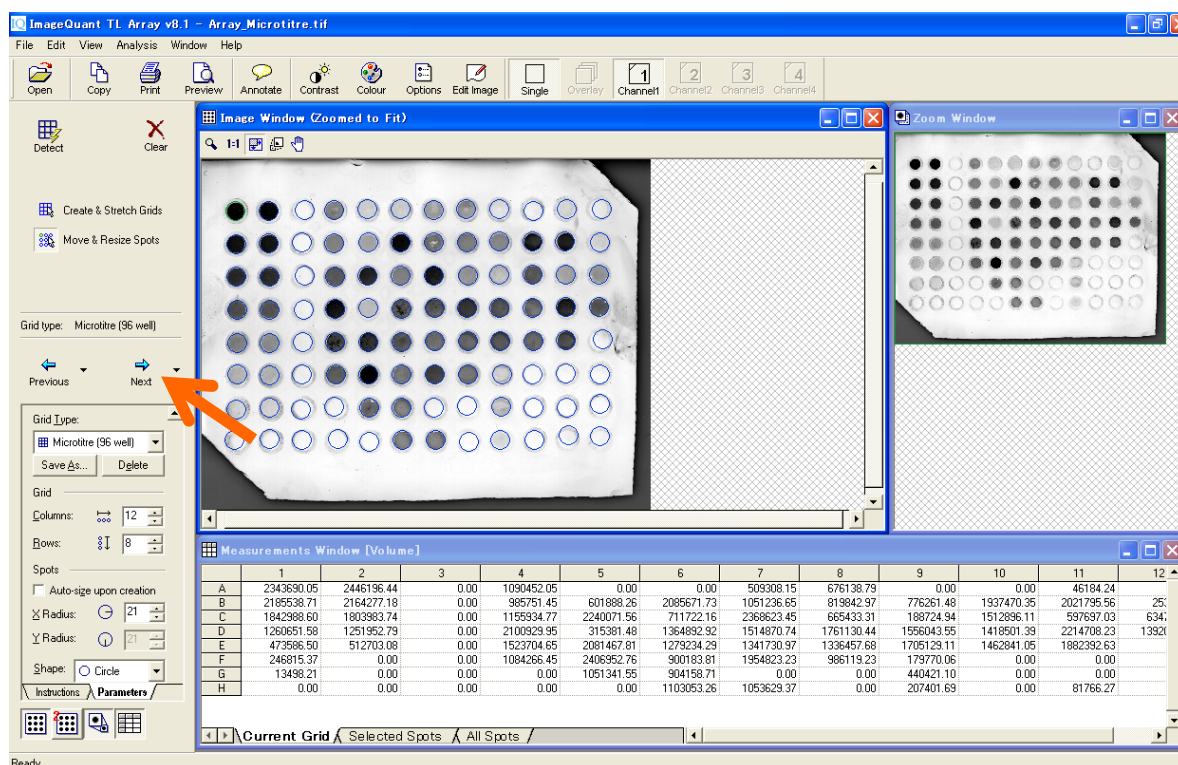 ImageQuant TL Array v8.1 - Array_Microtitre.tif
File Edit View Analysis Window Help
Open Copy Print Preview Annotate Contrast Colour Options Edit Image Single Overlay Channel1 Channel2 Channel3 Channel4
1 2 3 4
Detect Clear
Create & Stretch Grids
Move & Resize Spots
Grid type: Microtitre (96 well)
Previous Next
Grid Type:
Microtitre (96 well)
Save As... Delete
Grid
Columns: 12
Rows: 8
Spots
Auto-size upon creation
X Radius: 21
Y Radius: 21
Shape: Circle
Instructions Parameters
2
Image Window (Zoomed to Fit)
1:1
Zoom Window
Measurements Window [Volume]
1 2 3 4 5 6 7 8 9 10 11 12
A 2343690.05 2446196.44 0.00 1090452.05 0.00 0.00 509308.15 676138.79 0.00 0.00 46184.24
B 2185538.71 2164277.18 0.00 985751.45 601888.26 2085671.73 1051236.65 819842.97 776261.48 1937470.35 2021795.56
C 1842988.60 1803983.74 0.00 1155934.77 2240071.56 711722.16 2368623.45 665433.31 188724.94 1512896.11 597697.03
D 1260651.58 1251952.79 0.00 2100929.95 315381.48 1364892.92 1514870.74 1761130.44 1556043.55 1418501.39 2214708.23
E 473586.50 512703.08 0.00 1523704.65 2081467.81 1279234.29 1341730.97 1336457.68 1705129.11 1462841.05 1882392.63
F 246815.37 0.00 0.00 1084266.45 2406952.76 900183.81 1954823.23 986119.23 179770.06 0.00 0.00
G 13498.21 0.00 0.00 0.00 1051341.55 904158.71 0.00 0.00 440421.10 0.00 0.00
H 0.00 0.00 0.00 0.00 0.00 1103053.26 1053629.37 0.00 207401.69 0.00 81766.27
Current Grid Selected Spots All Spots
Ready